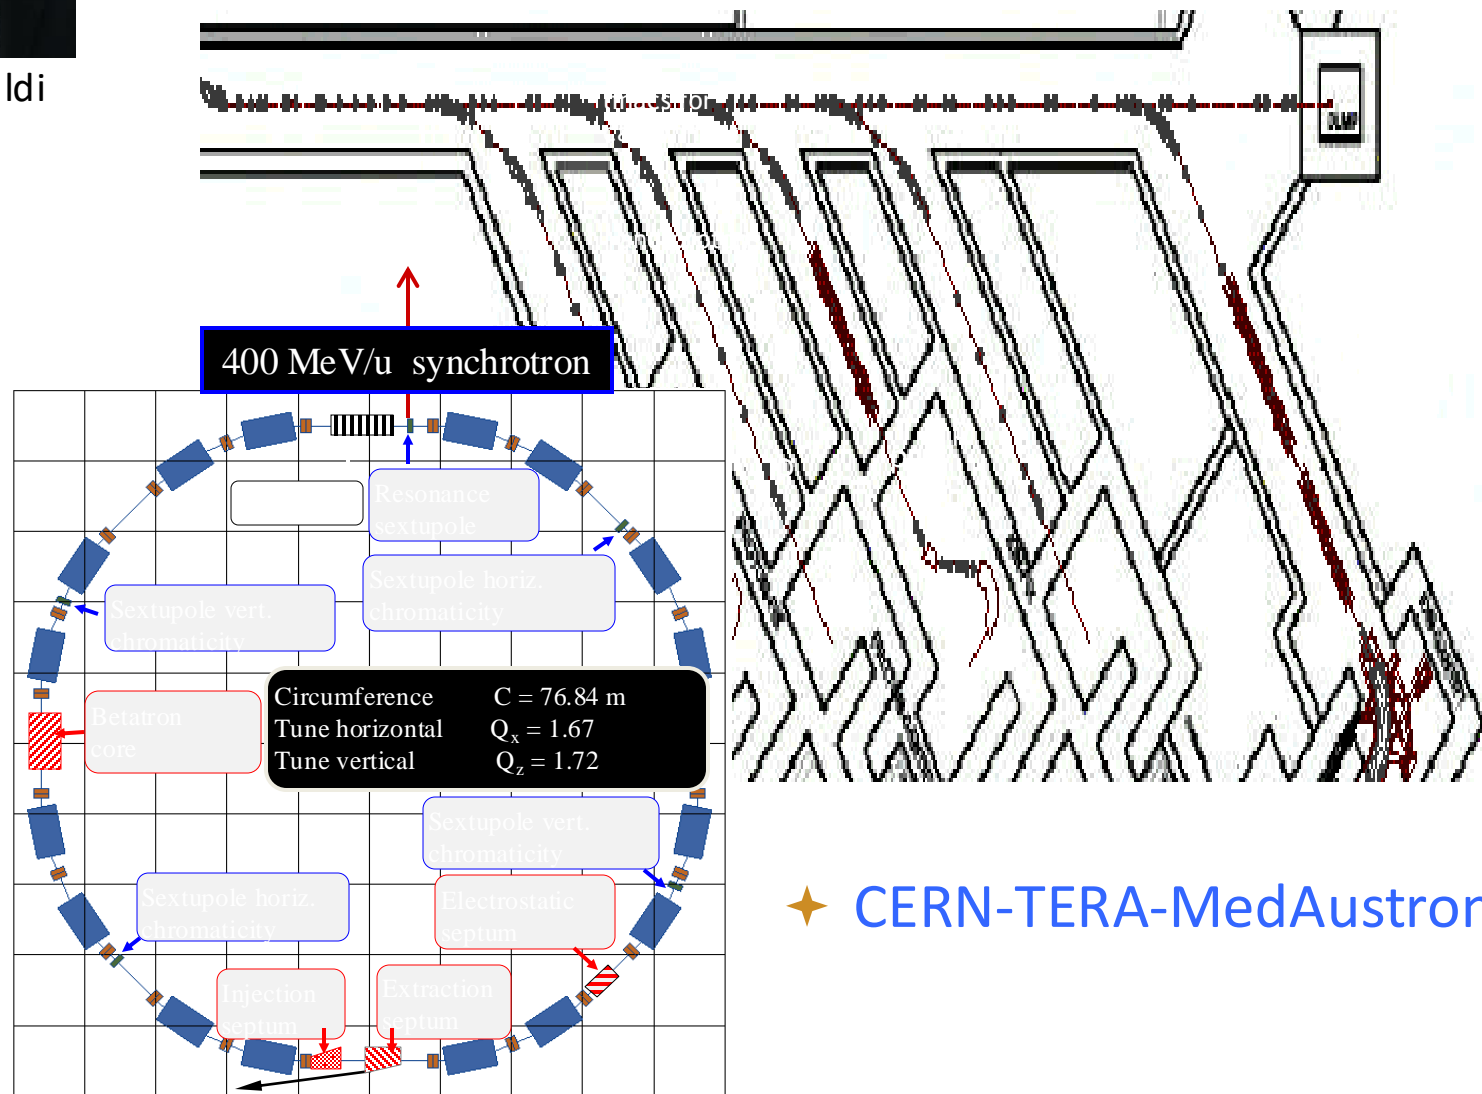 ldi
DUMP
400 MeV/u synchrotron
Resonance
sextupole
Sextupole horiz.
chromaticity
Sextupole vert.
chromaticity
Circumference C = 76.84 m
Tune horizontal Qx = 1.67
Tune vertical Qz = 1.72
Betatron
core
Sextupole vert.
chromaticity
Sextupole horiz.
chromaticity
Electrostatic
septum
Injection
septum
Extraction
septum
CERN-TERA-MedAustron